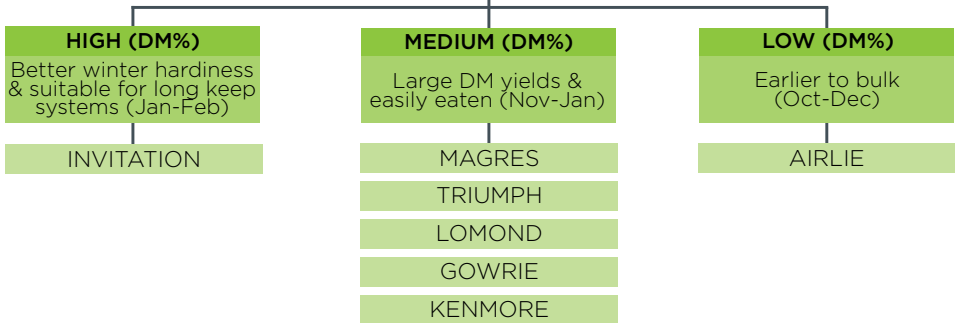 HIGH (DM%)
Better winter hardiness
& suitable for long keep
systems (Jan-Feb)
INVITATION
MEDIUM (DM%)
Large DM yields &
easily eaten (Nov-Jan)
MAGRES
TRIUMPH
LOMOND
GOWRIE
KENMORE
LOW (DM%)
Earlier to bulk
(Oct-Dec)
AIRLIE